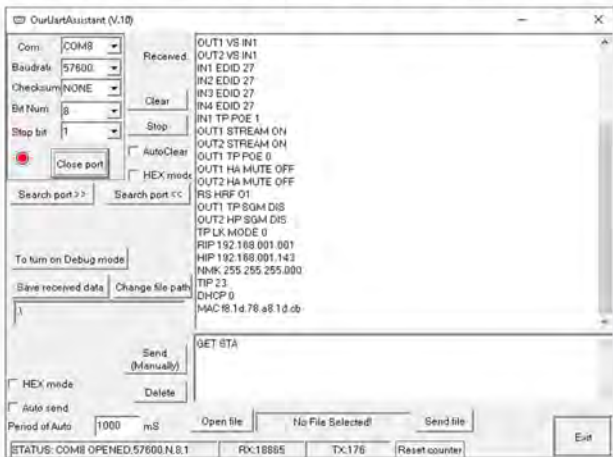 OurUartAssistant (V.10)
Com COM8
Baudrate 57600
Checksum NONE
Bit Num 8
Stop bit 1
Close port
Search port >>
Search port <<
Received
Clear
Stop
AutoClear
HEX mode
OUT1 VS IN1
OUT2 VS IN1
IN1 EDID 27
IN2 EDID 27
IN3 EDID 27
IN4 EDID 27
IN1 TP POE 1
OUT1 STREAM ON
OUT2 STREAM ON
OUT1 TP POE 0
OUT1 HA MUTE OFF
OUT2 HA MUTE OFF
RS HRF O1
OUT1 TP SGM DIS
OUT2 HP SGM DIS
TP LK MODE 0
RIP 192.168.001.001
HIP 192.168.001.143
NMK 255.255.255.000
TIP 23
DHCP 0
MAC f8.1d.78.a8.1d.cb
To turn on Debug mode
Save received data
Change file path
.\
GET STA
Send
(Manually)
HEX mode
Delete
Auto send
Period of Auto 1000 mS
Open file
No File Selected!
Send file
Exit
STATUS: COM8 OPENED,57600,N,8,1
RX:18865
TX:176
Reset counter